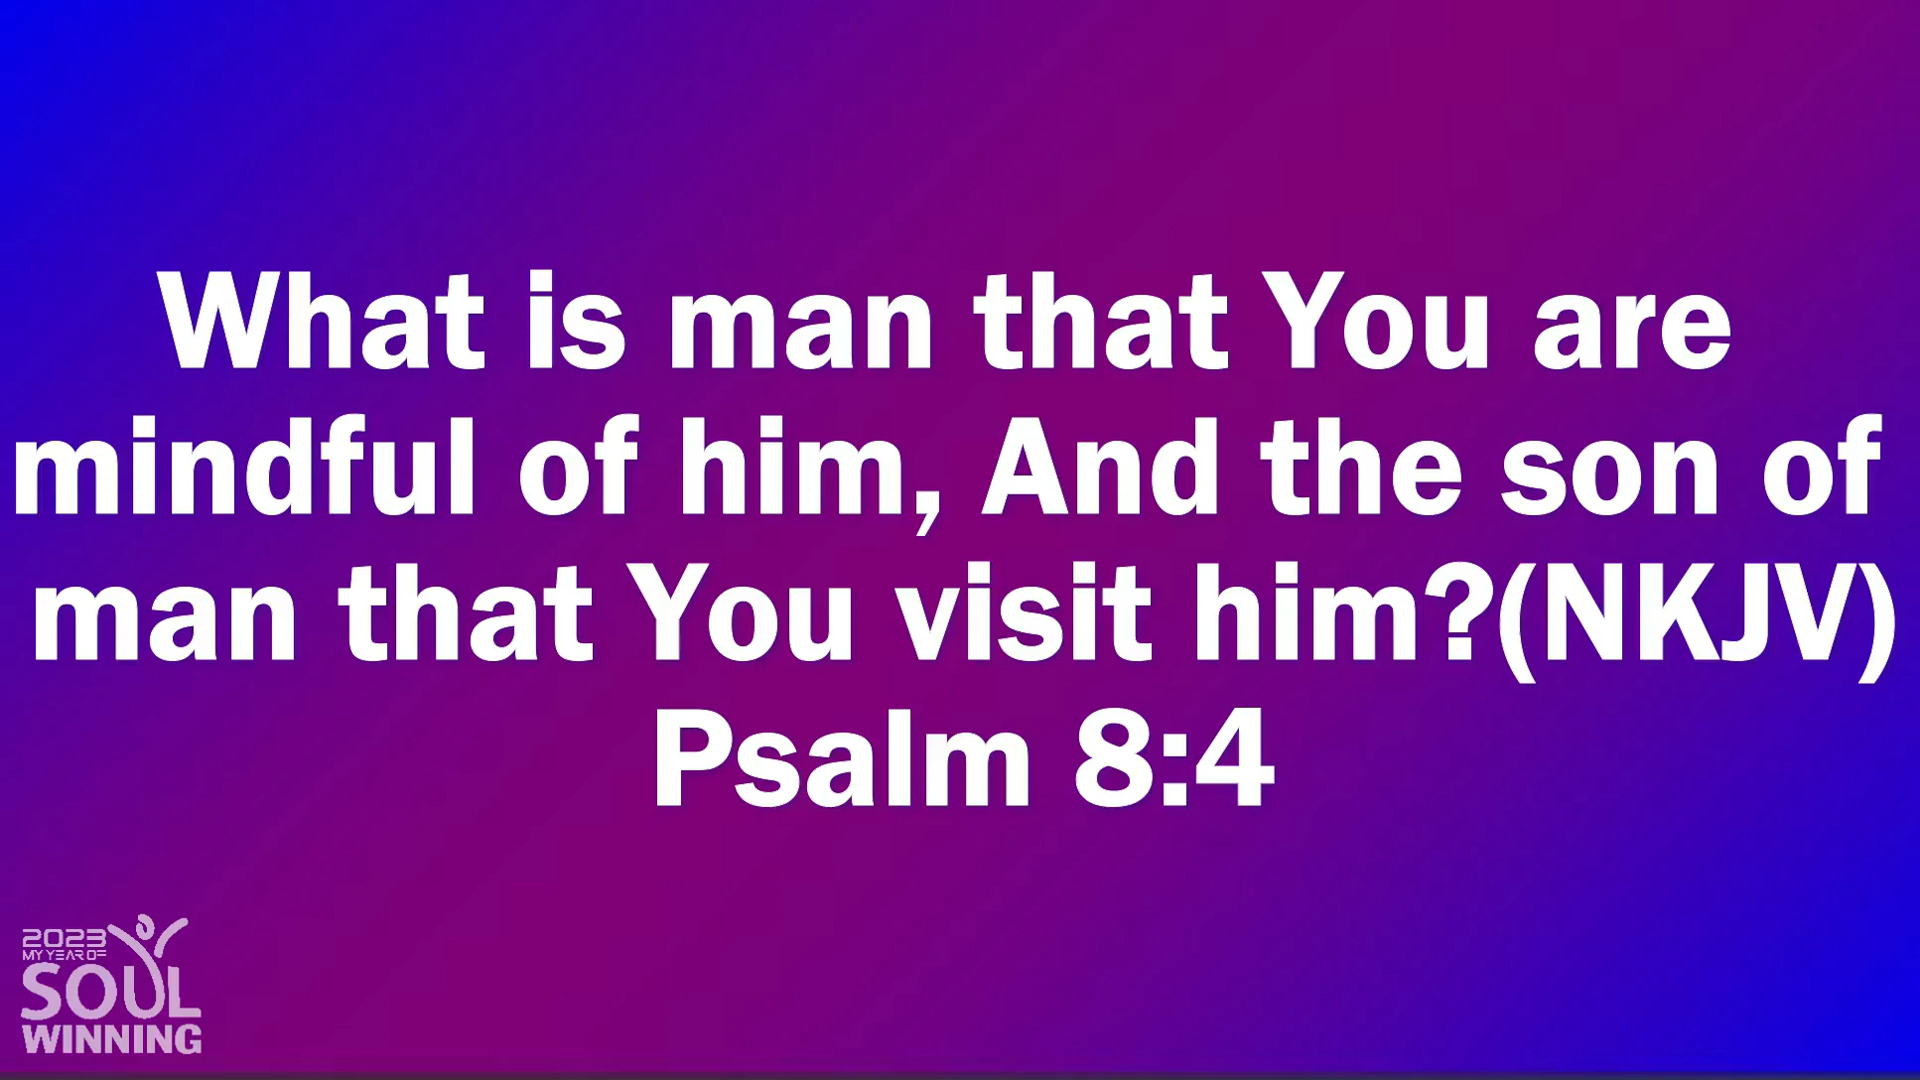 What is man that You are
mindful of him, And the son of
man that You visit him?(NKJV)
Psalm 8:4
2023
MY YEAR OF
SOUL
WINNING